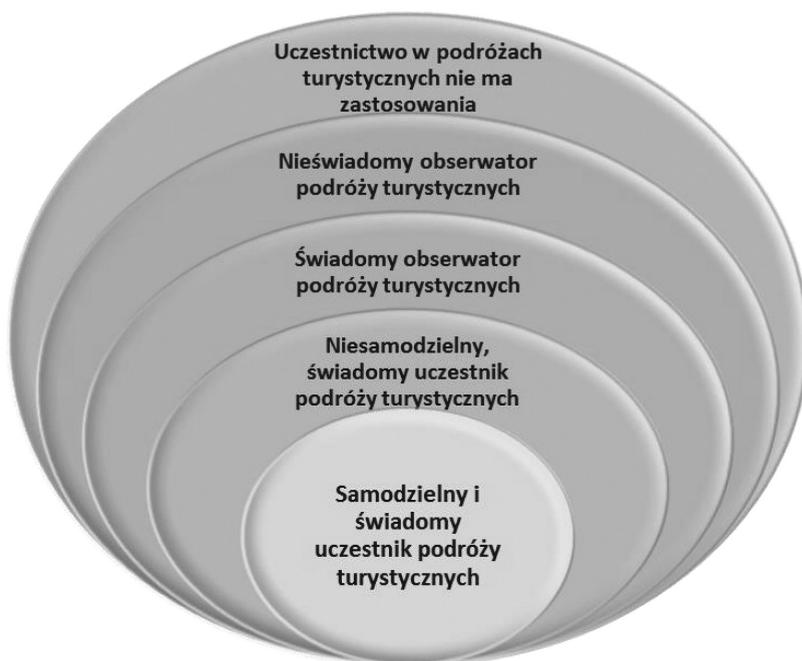 Uczestnictwo w podróżach
turystycznych nie ma
zastosowania
Nieświadomy obserwator
podróży turystycznych
Świadomy obserwator
podróży turystycznych
Niesamodzielny,
świadomy uczestnik
podróży turystycznych
Samodzielny i
świadomy
uczestnik podróży
turystycznych